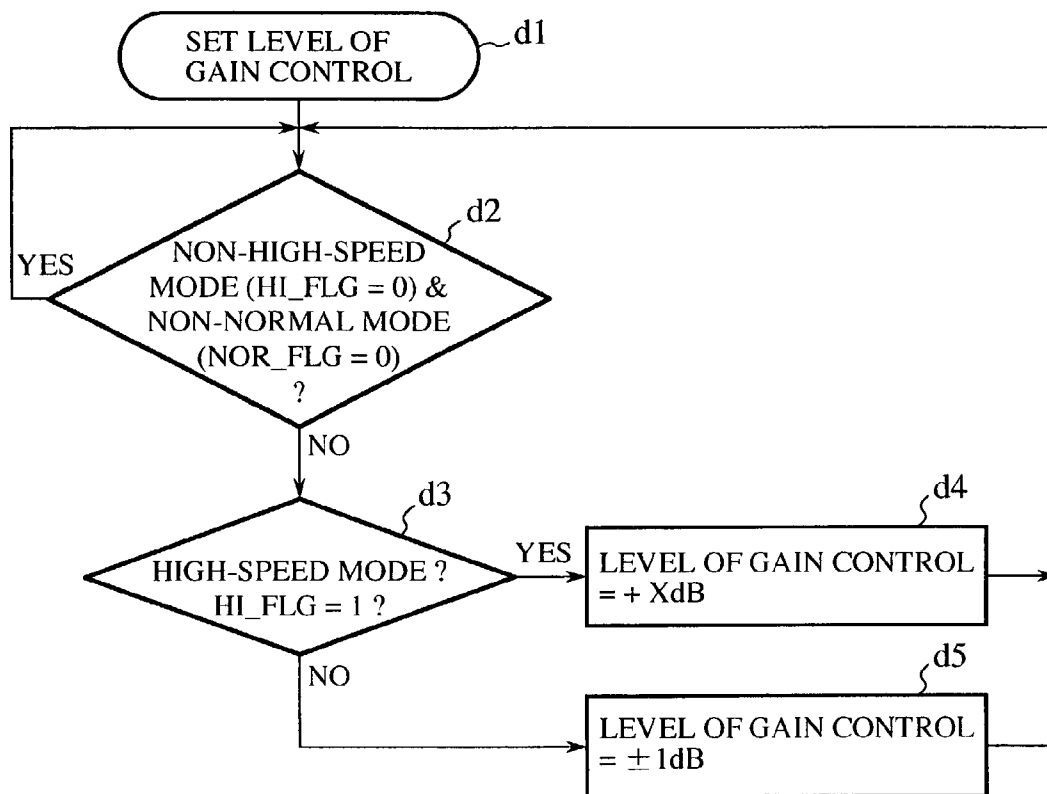 SET LEVEL OF
GAIN CONTROL
d1
d2
YES
NON-HIGH-SPEED
MODE (HI_FLG = 0) &
NON-NORMAL MODE
(NOR_FLG = 0)
?
NO
d3
HIGH-SPEED MODE ?
HI_FLG = 1 ?
YES
d4
LEVEL OF GAIN CONTROL
= + XdB
NO
d5
LEVEL OF GAIN CONTROL
= ± 1dB